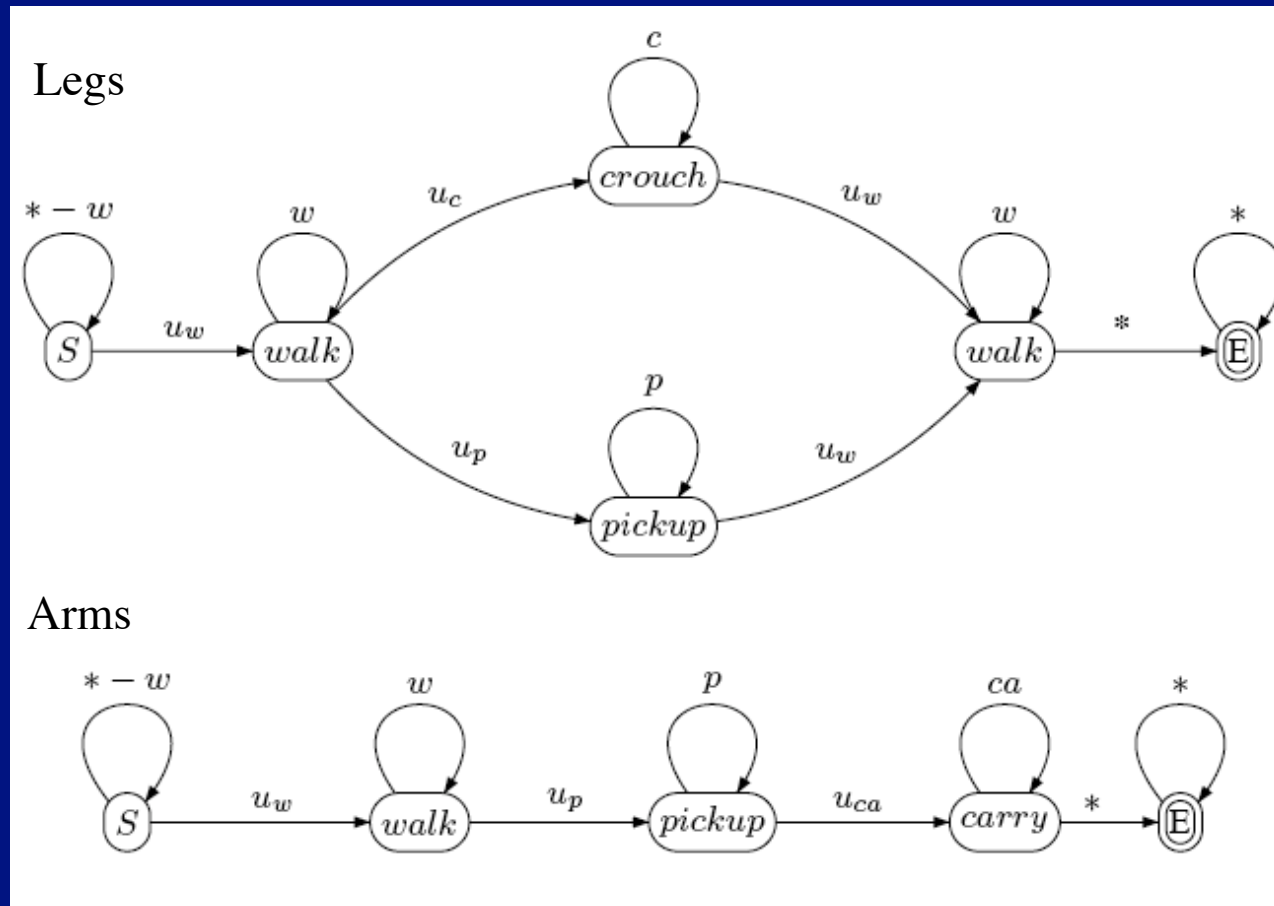 Legs
c
crouch
* − w
w
u_c
u_w
w
*
S
u_w
walk
walk
*
E
p
u_p
u_w
pickup
Arms
* − w
w
p
ca
*
S
u_w
walk
u_p
pickup
u_ca
carry
*
E